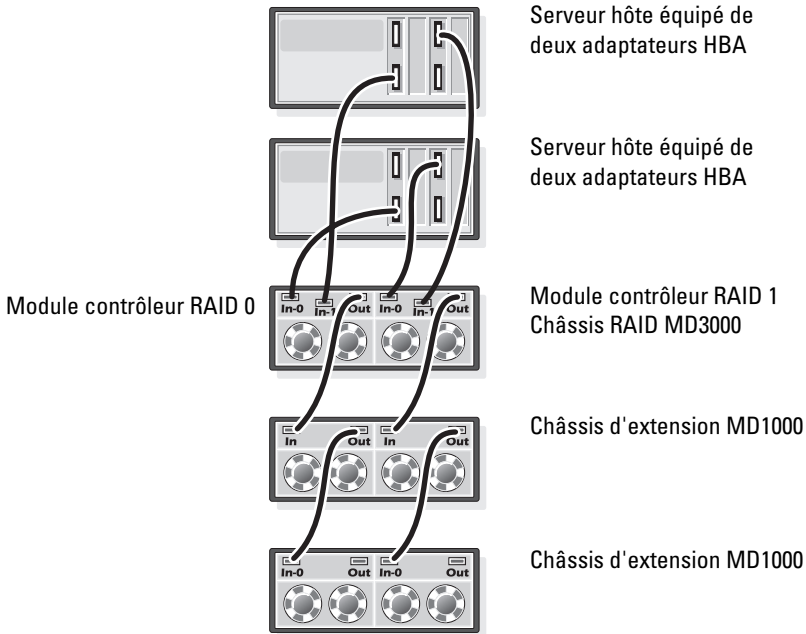 Serveur hôte équipé de
deux adaptateurs HBA
Serveur hôte équipé de
deux adaptateurs HBA
Module contrôleur RAID 0
In-0 In-1 Out In-0 In-1 Out
Module contrôleur RAID 1
Châssis RAID MD3000
In Out In Out
Châssis d'extension MD1000
In-0 Out In-0 Out
Châssis d'extension MD1000